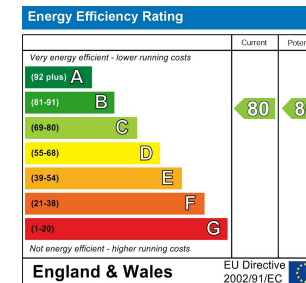 Energy Efficiency Rating
Current
Very energy efficient - lower running costs
(92 plus) A
(81-91) B
80
(69-80) C
(55-68) D
(39-54) E
(21-38) F
(1-20) G
Not energy efficient - higher running costs
England & Wales
EU Directive
2002/91/EC